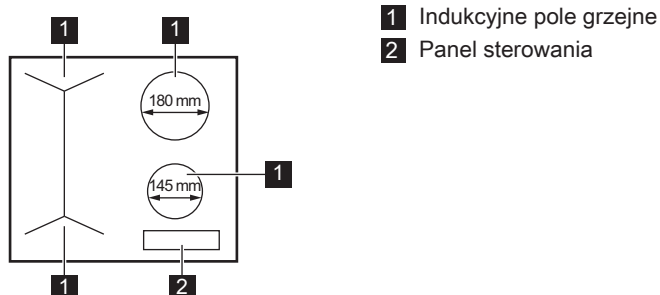 1 1
180 mm
145 mm
1
1
2
1 Indukcyjne pole grzejne
2 Panel sterowania